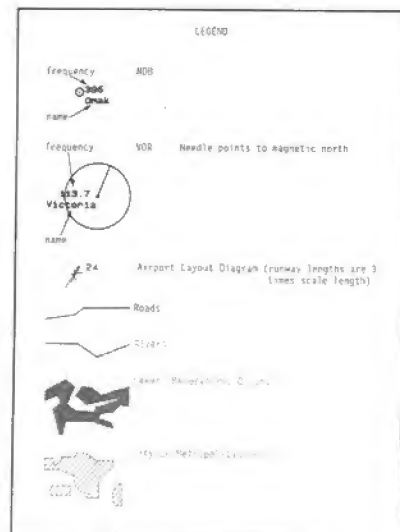 LEGEND
frequency NDB
396
Omak
name
frequency VOR Needle points to magnetic north
113.7
Victoria
name
24 Airport Layout Diagram (runway lengths are 3
times scale length)
Roads
Rivers